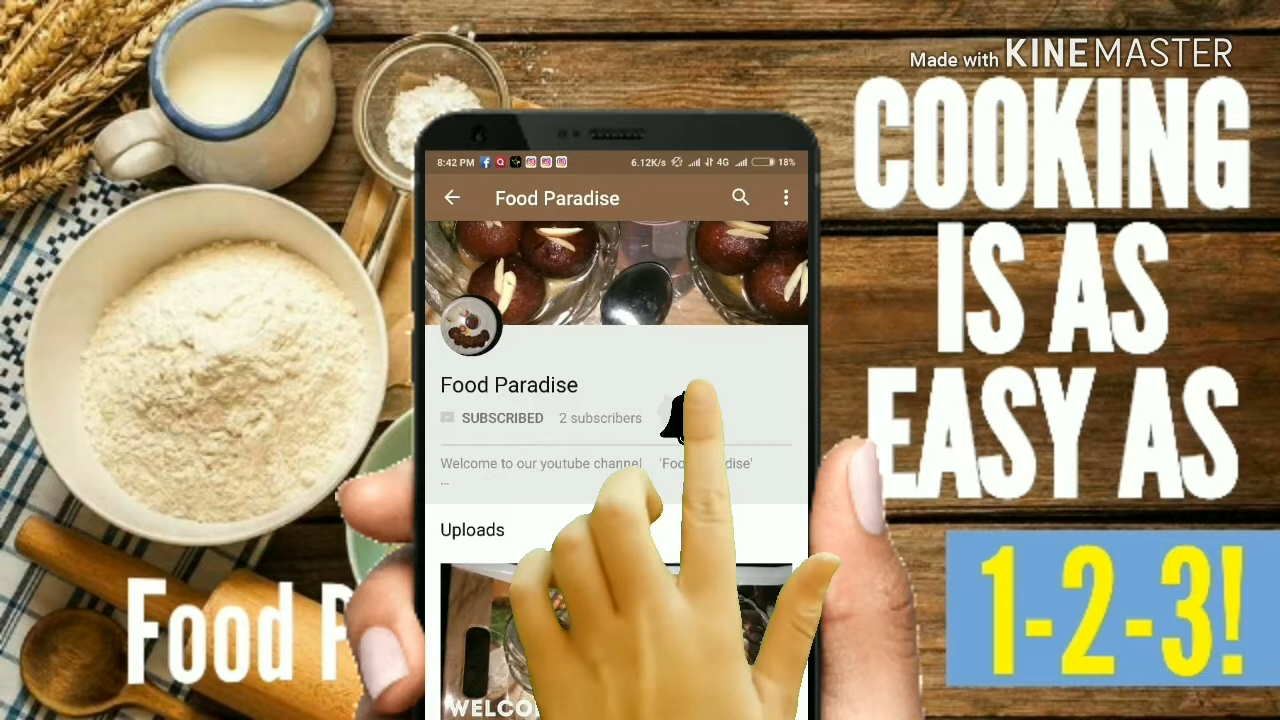 Made with KINEMASTER
COOKING
IS AS
EASY AS
1-2-3!
8:42 PM
6.12K/s
4G
18%
Food Paradise
Food Paradise
SUBSCRIBED
2 subscribers
Welcome to our youtube channel
...
Uploads
Food